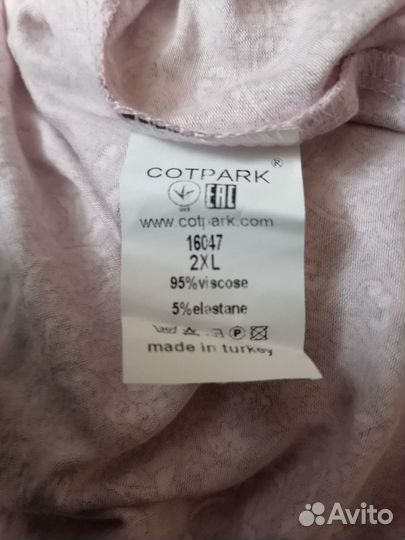 COTPARK ®
EAC
www.cotpark.com
16047
2XL
95%viscose
5%elastane
P
made in turkey
Avito